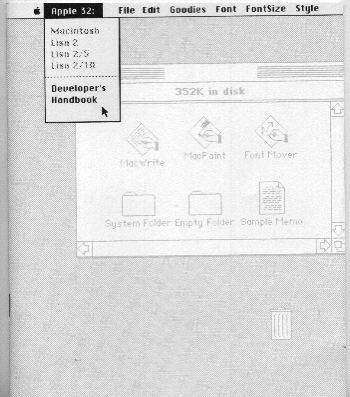 Apple 32: File Edit Goodies Font FontSize Style
Macintosh
Lisa 2
Lisa 2/5
Lisa 2/10
Developer's
Handbook
352K in disk
MacWrite MacPaint Font Mover
System Folder Empty Folder Sample Memo